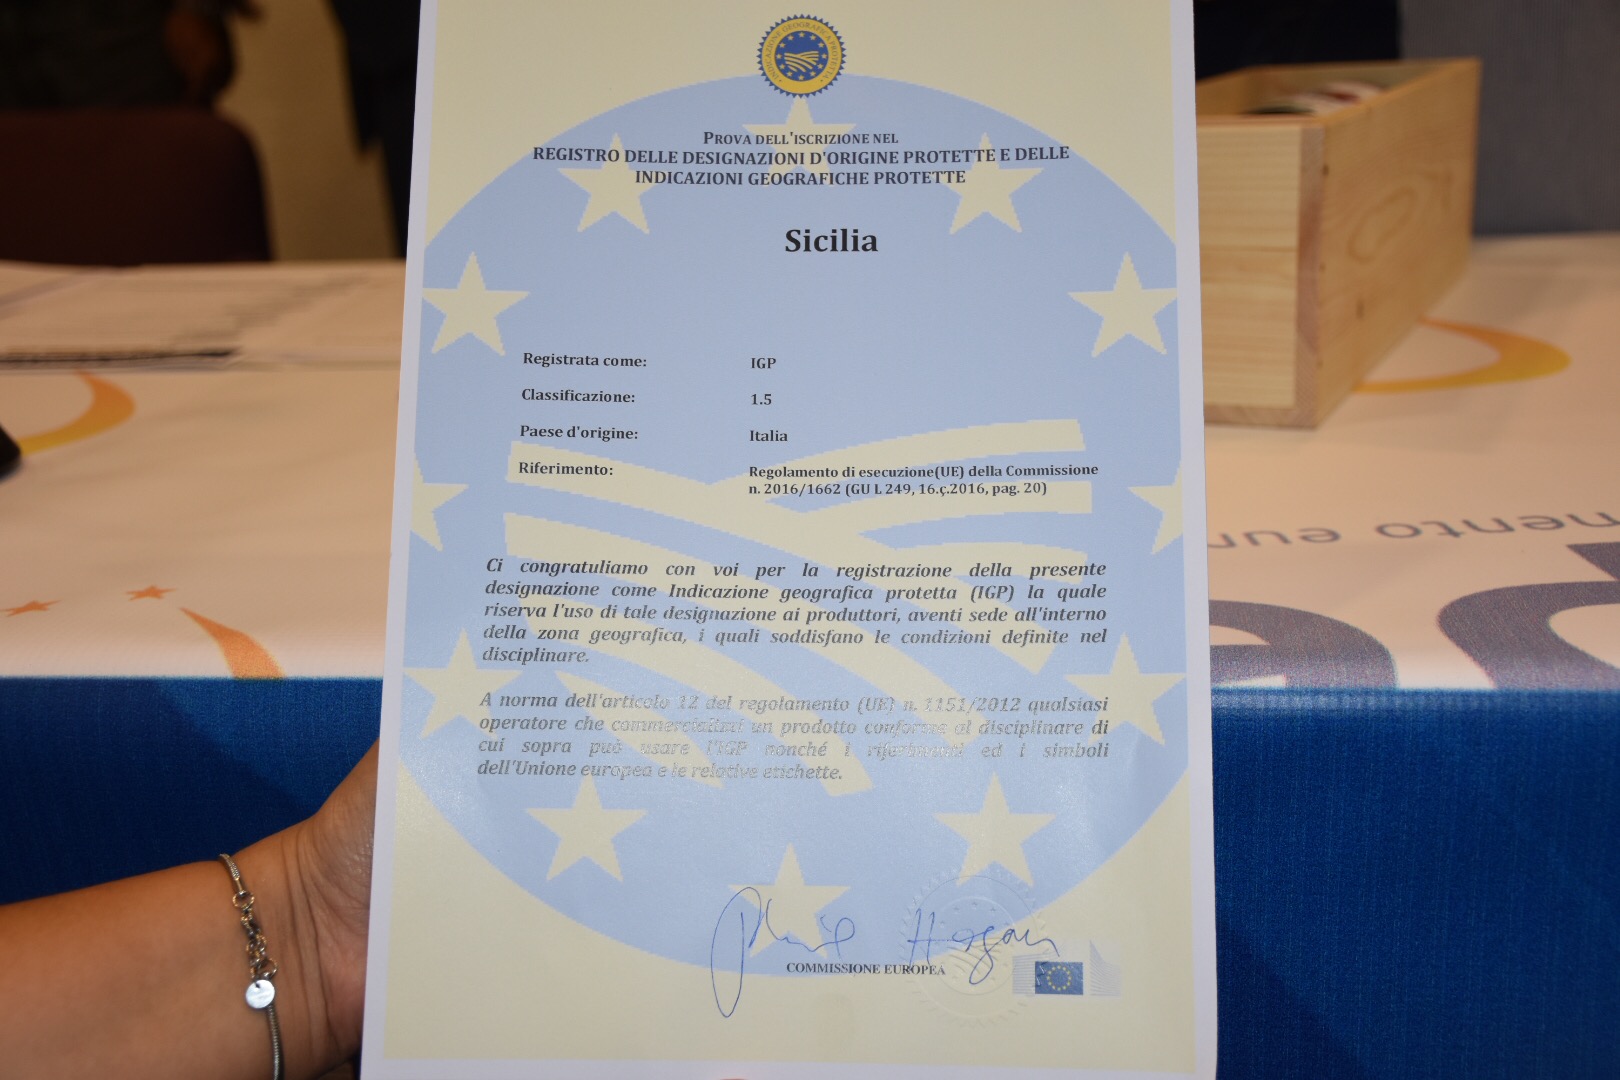 INDICAZIONE GEOGRAFICA PROTETTA
PROVA DELL'ISCRIZIONE NEL
REGISTRO DELLE DESIGNAZIONI D'ORIGINE PROTETTE E DELLE
INDICAZIONI GEOGRAFICHE PROTETTE
Sicilia
Registrata come: IGP
Classificazione: 1.5
Paese d'origine: Italia
Riferimento: Regolamento di esecuzione(UE) della Commissione
n. 2016/1662 (GU L 249, 16.ç.2016, pag. 20)
Ci congratuliamo con voi per la registrazione della presente
designazione come Indicazione geografica protetta (IGP) la quale
riserva l'uso di tale designazione ai produttori, aventi sede all'interno
della zona geografica, i quali soddisfano le condizioni definite nel
disciplinare.
A norma dell'articolo 12 del regolamento (UE) n. 1151/2012 qualsiasi
operatore che commercializzi un prodotto conforme al disciplinare di
cui sopra può usare l'IGP nonché i riferimenti ed i simboli
dell'Unione europea e le relative etichette.
Hogan
COMMISSIONE EUROPEA